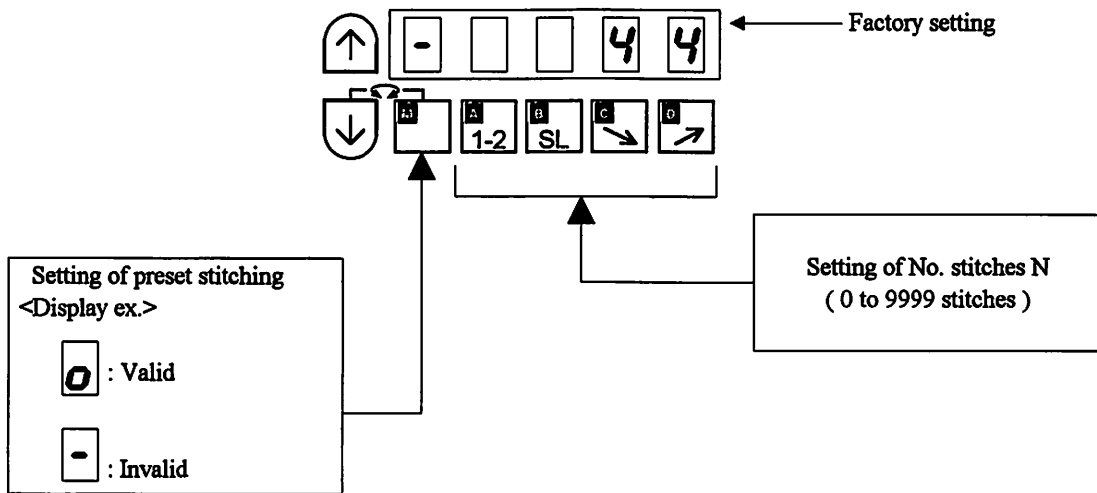 - 4 4
Factory setting
M A B C D
1-2 SL
Setting of preset stitching
<Display ex.>
o : Valid
- : Invalid
Setting of No. stitches N
( 0 to 9999 stitches )